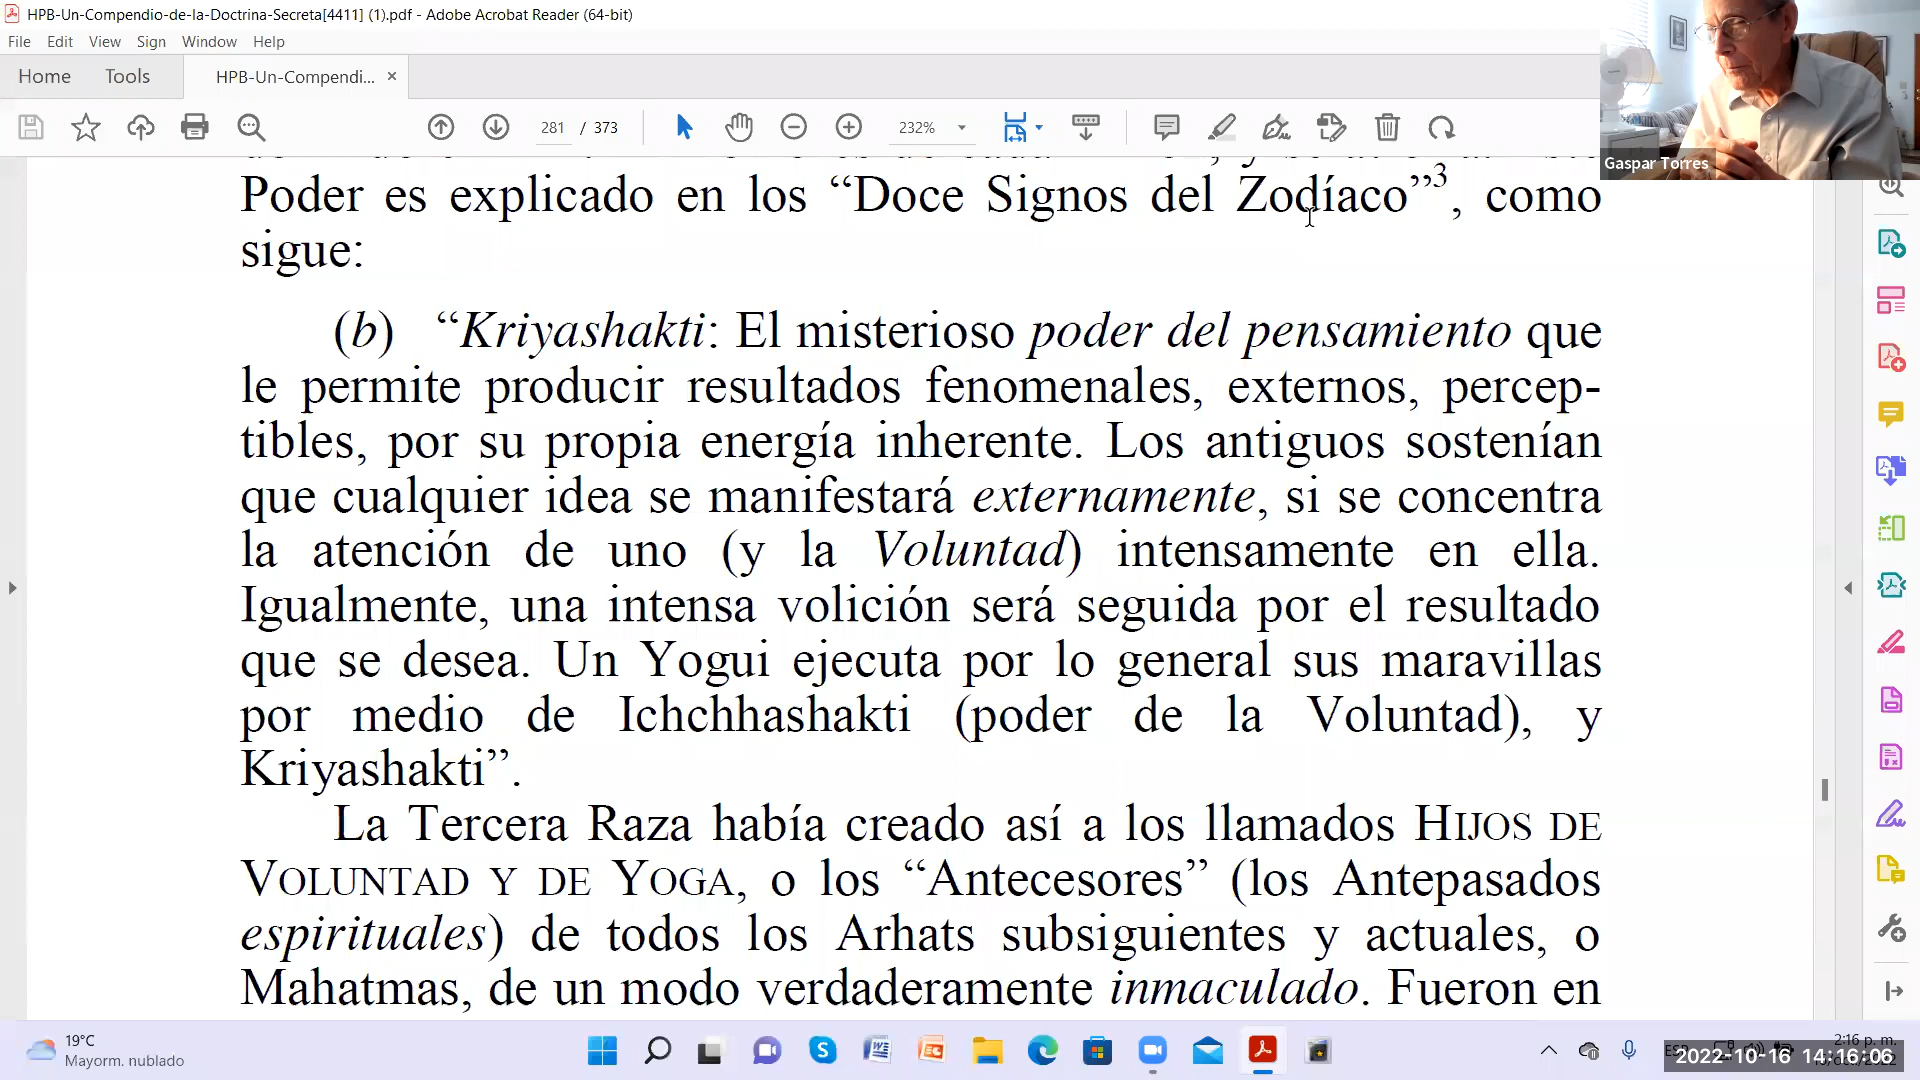 HPB-Un-Compendio-de-la-Doctrina-Secreta[4411] (1).pdf - Adobe Acrobat Reader (64-bit)
File Edit View Sign Window Help
Home Tools HPB-Un-Compendi... ×
281 / 373 232%
Gaspar Torres
Poder es explicado en los “Doce Signos del Zodíaco”3, como
sigue:
(b) “Kriyashakti: El misterioso poder del pensamiento que
le permite producir resultados fenomenales, externos, percep-
tibles, por su propia energía inherente. Los antiguos sostenían
que cualquier idea se manifestará externamente, si se concentra
la atención de uno (y la Voluntad) intensamente en ella.
Igualmente, una intensa volición será seguida por el resultado
que se desea. Un Yogui ejecuta por lo general sus maravillas
por medio de Ichchhashakti (poder de la Voluntad), y
Kriyashakti”.
La Tercera Raza había creado así a los llamados HIJOS DE
VOLUNTAD Y DE YOGA, o los “Antecesores” (los Antepasados
espirituales) de todos los Arhats subsiguientes y actuales, o
Mahatmas, de un modo verdaderamente inmaculado. Fueron en
19°C
Mayorm. nublado
2:16 p. m.
2022-10-16 14:16:06